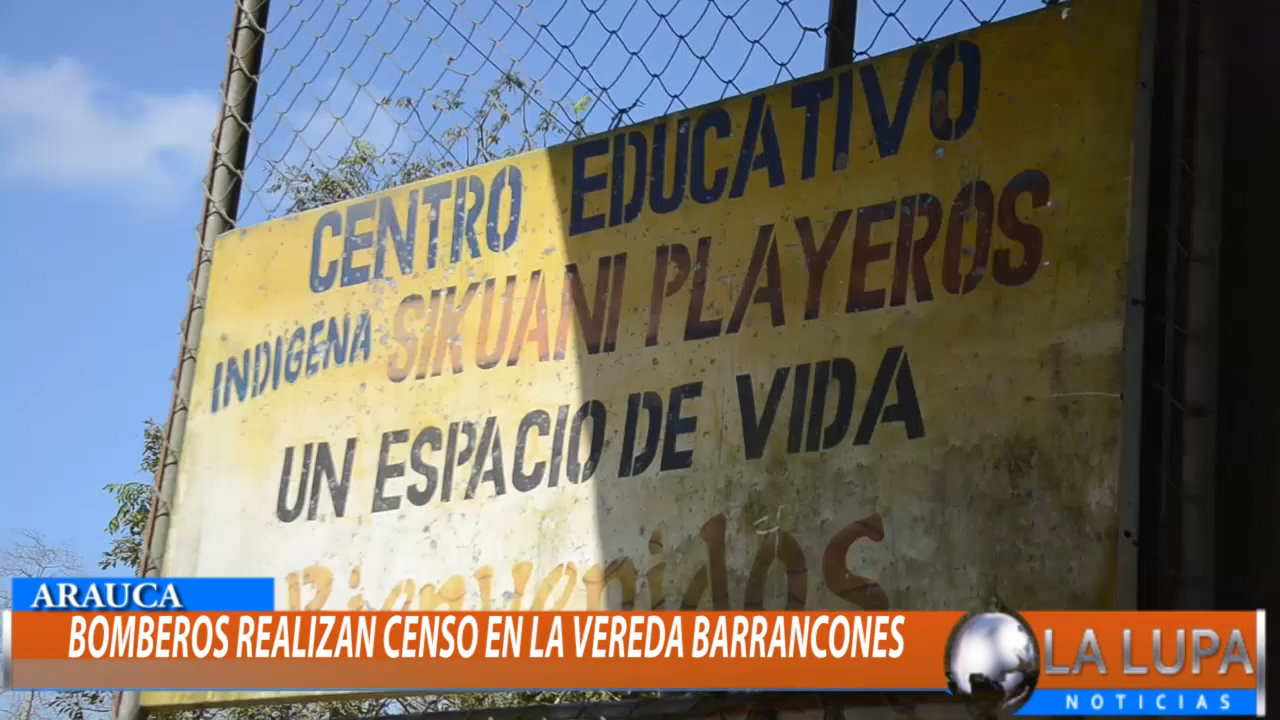 CENTRO EDUCATIVO
INDIGENA SIKUANI PLAYEROS
UN ESPACIO DE VIDA
Bienvenidos
ARAUCA
BOMBEROS REALIZAN CENSO EN LA VEREDA BARRANCONES
LA LUPA
NOTICIAS